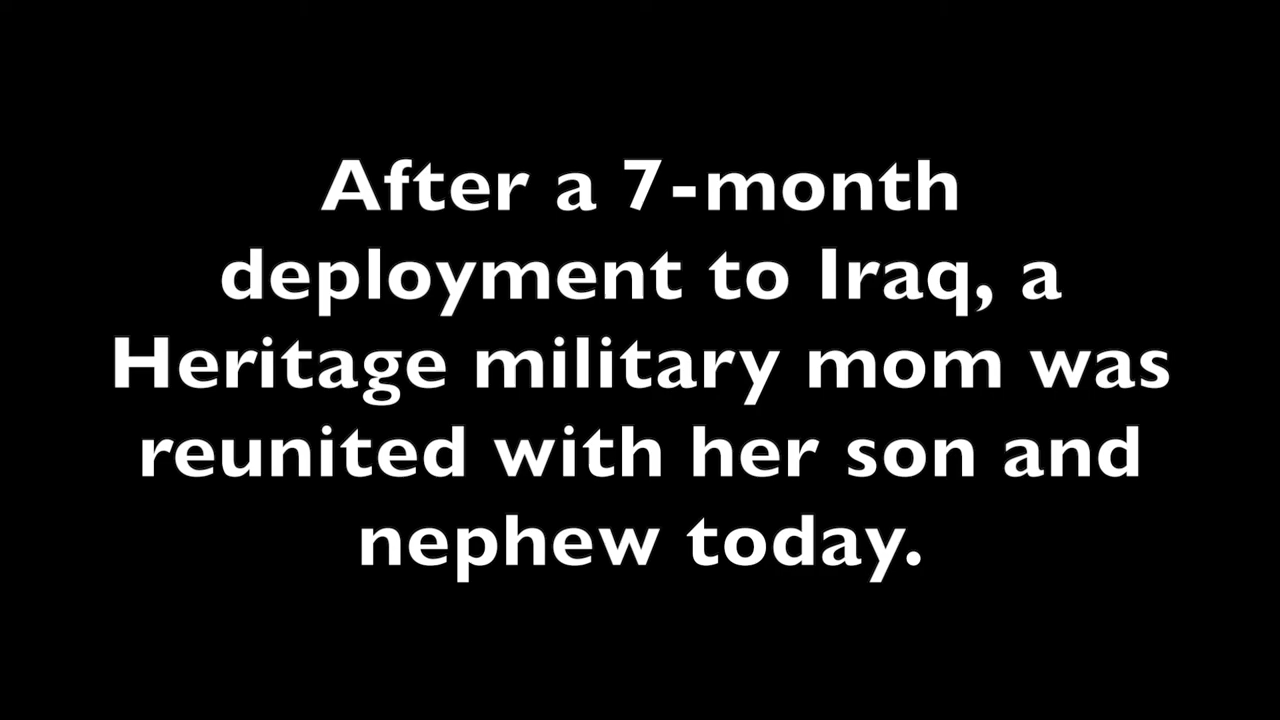 After a 7-month
deployment to Iraq, a
Heritage military mom was
reunited with her son and
nephew today.